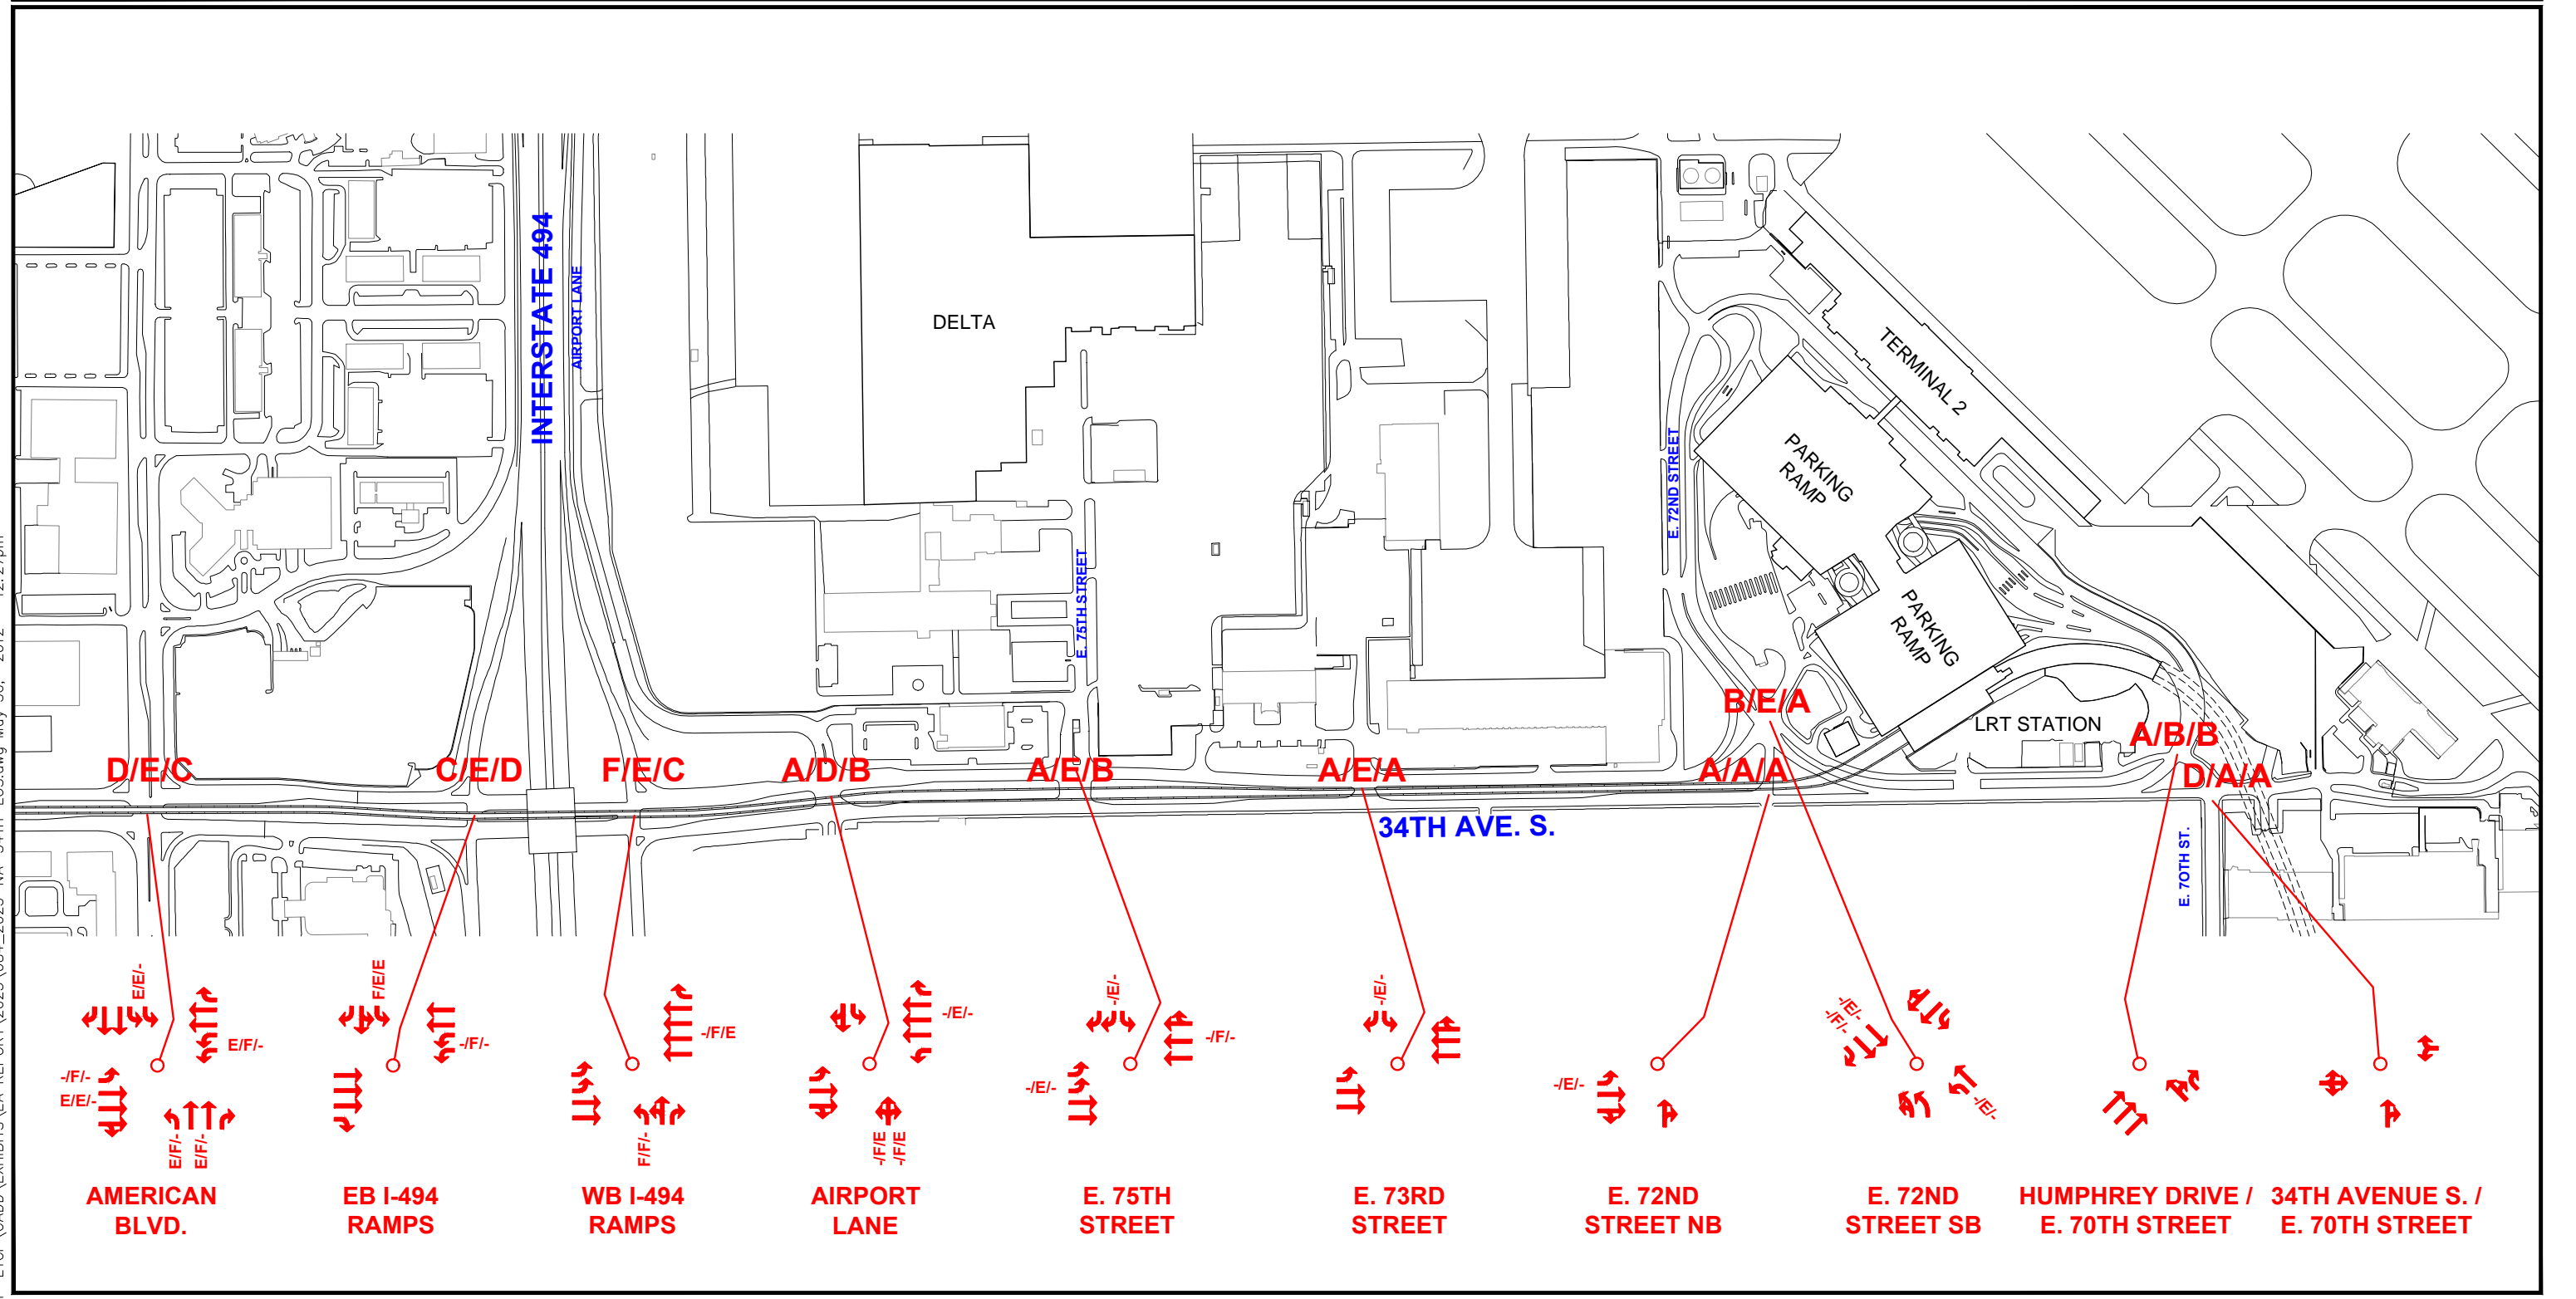 INTERSTATE 494
AIRPORT LANE
DELTA
E. 75TH STREET
E. 72ND STREET
TERMINAL 2
PARKING
RAMP
PARKING
RAMP
LRT STATION
34TH AVE. S.
E. 70TH ST.
D/E/C
C/E/D
F/E/C
A/D/B
A/E/B
A/E/A
A/A/A
B/E/A
A/B/B
D/A/A
E/E/-
E/F/-
-/F/-
E/E/-
E/F/-
E/F/-
F/E/E
-/F/-
-/F/E
F/F/-
-/E/-
-/F/E
-/F/E
-/E/-
-/F/-
-/E/-
-/E/-
-/E/-
-/E/-
-/F/-
-/E/-
AMERICAN
BLVD.
EB I-494
RAMPS
WB I-494
RAMPS
AIRPORT
LANE
E. 75TH
STREET
E. 73RD
STREET
E. 72ND
STREET NB
E. 72ND
STREET SB
HUMPHREY DRIVE /
E. 70TH STREET
34TH AVENUE S. /
E. 70TH STREET